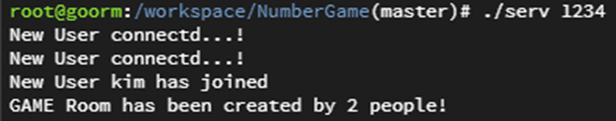 root@goorm:/workspace/NumberGame(master)# ./serv 1234
New User connectd...!
New User connectd...!
New User kim has joined
GAME Room has been created by 2 people!